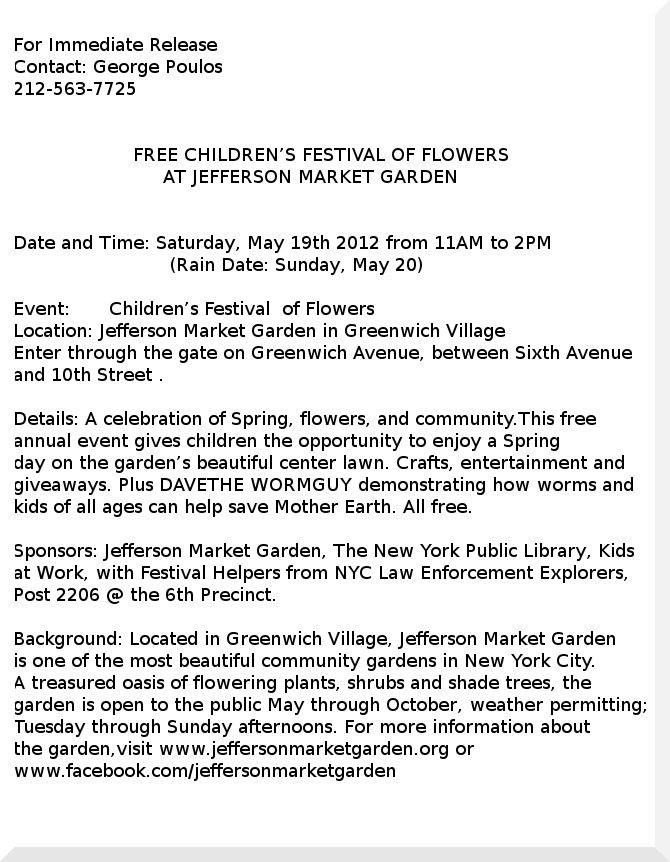 For Immediate Release
Contact: George Poulos
212-563-7725
FREE CHILDREN’S FESTIVAL OF FLOWERS
AT JEFFERSON MARKET GARDEN
Date and Time: Saturday, May 19th 2012 from 11AM to 2PM
(Rain Date: Sunday, May 20)
Event: Children’s Festival of Flowers
Location: Jefferson Market Garden in Greenwich Village
Enter through the gate on Greenwich Avenue, between Sixth Avenue
and 10th Street .
Details: A celebration of Spring, flowers, and community.This free
annual event gives children the opportunity to enjoy a Spring
day on the garden’s beautiful center lawn. Crafts, entertainment and
giveaways. Plus DAVETHE WORMGUY demonstrating how worms and
kids of all ages can help save Mother Earth. All free.
Sponsors: Jefferson Market Garden, The New York Public Library, Kids
at Work, with Festival Helpers from NYC Law Enforcement Explorers,
Post 2206 @ the 6th Precinct.
Background: Located in Greenwich Village, Jefferson Market Garden
is one of the most beautiful community gardens in New York City.
A treasured oasis of flowering plants, shrubs and shade trees, the
garden is open to the public May through October, weather permitting;
Tuesday through Sunday afternoons. For more information about
the garden,visit www.jeffersonmarketgarden.org or
www.facebook.com/jeffersonmarketgarden